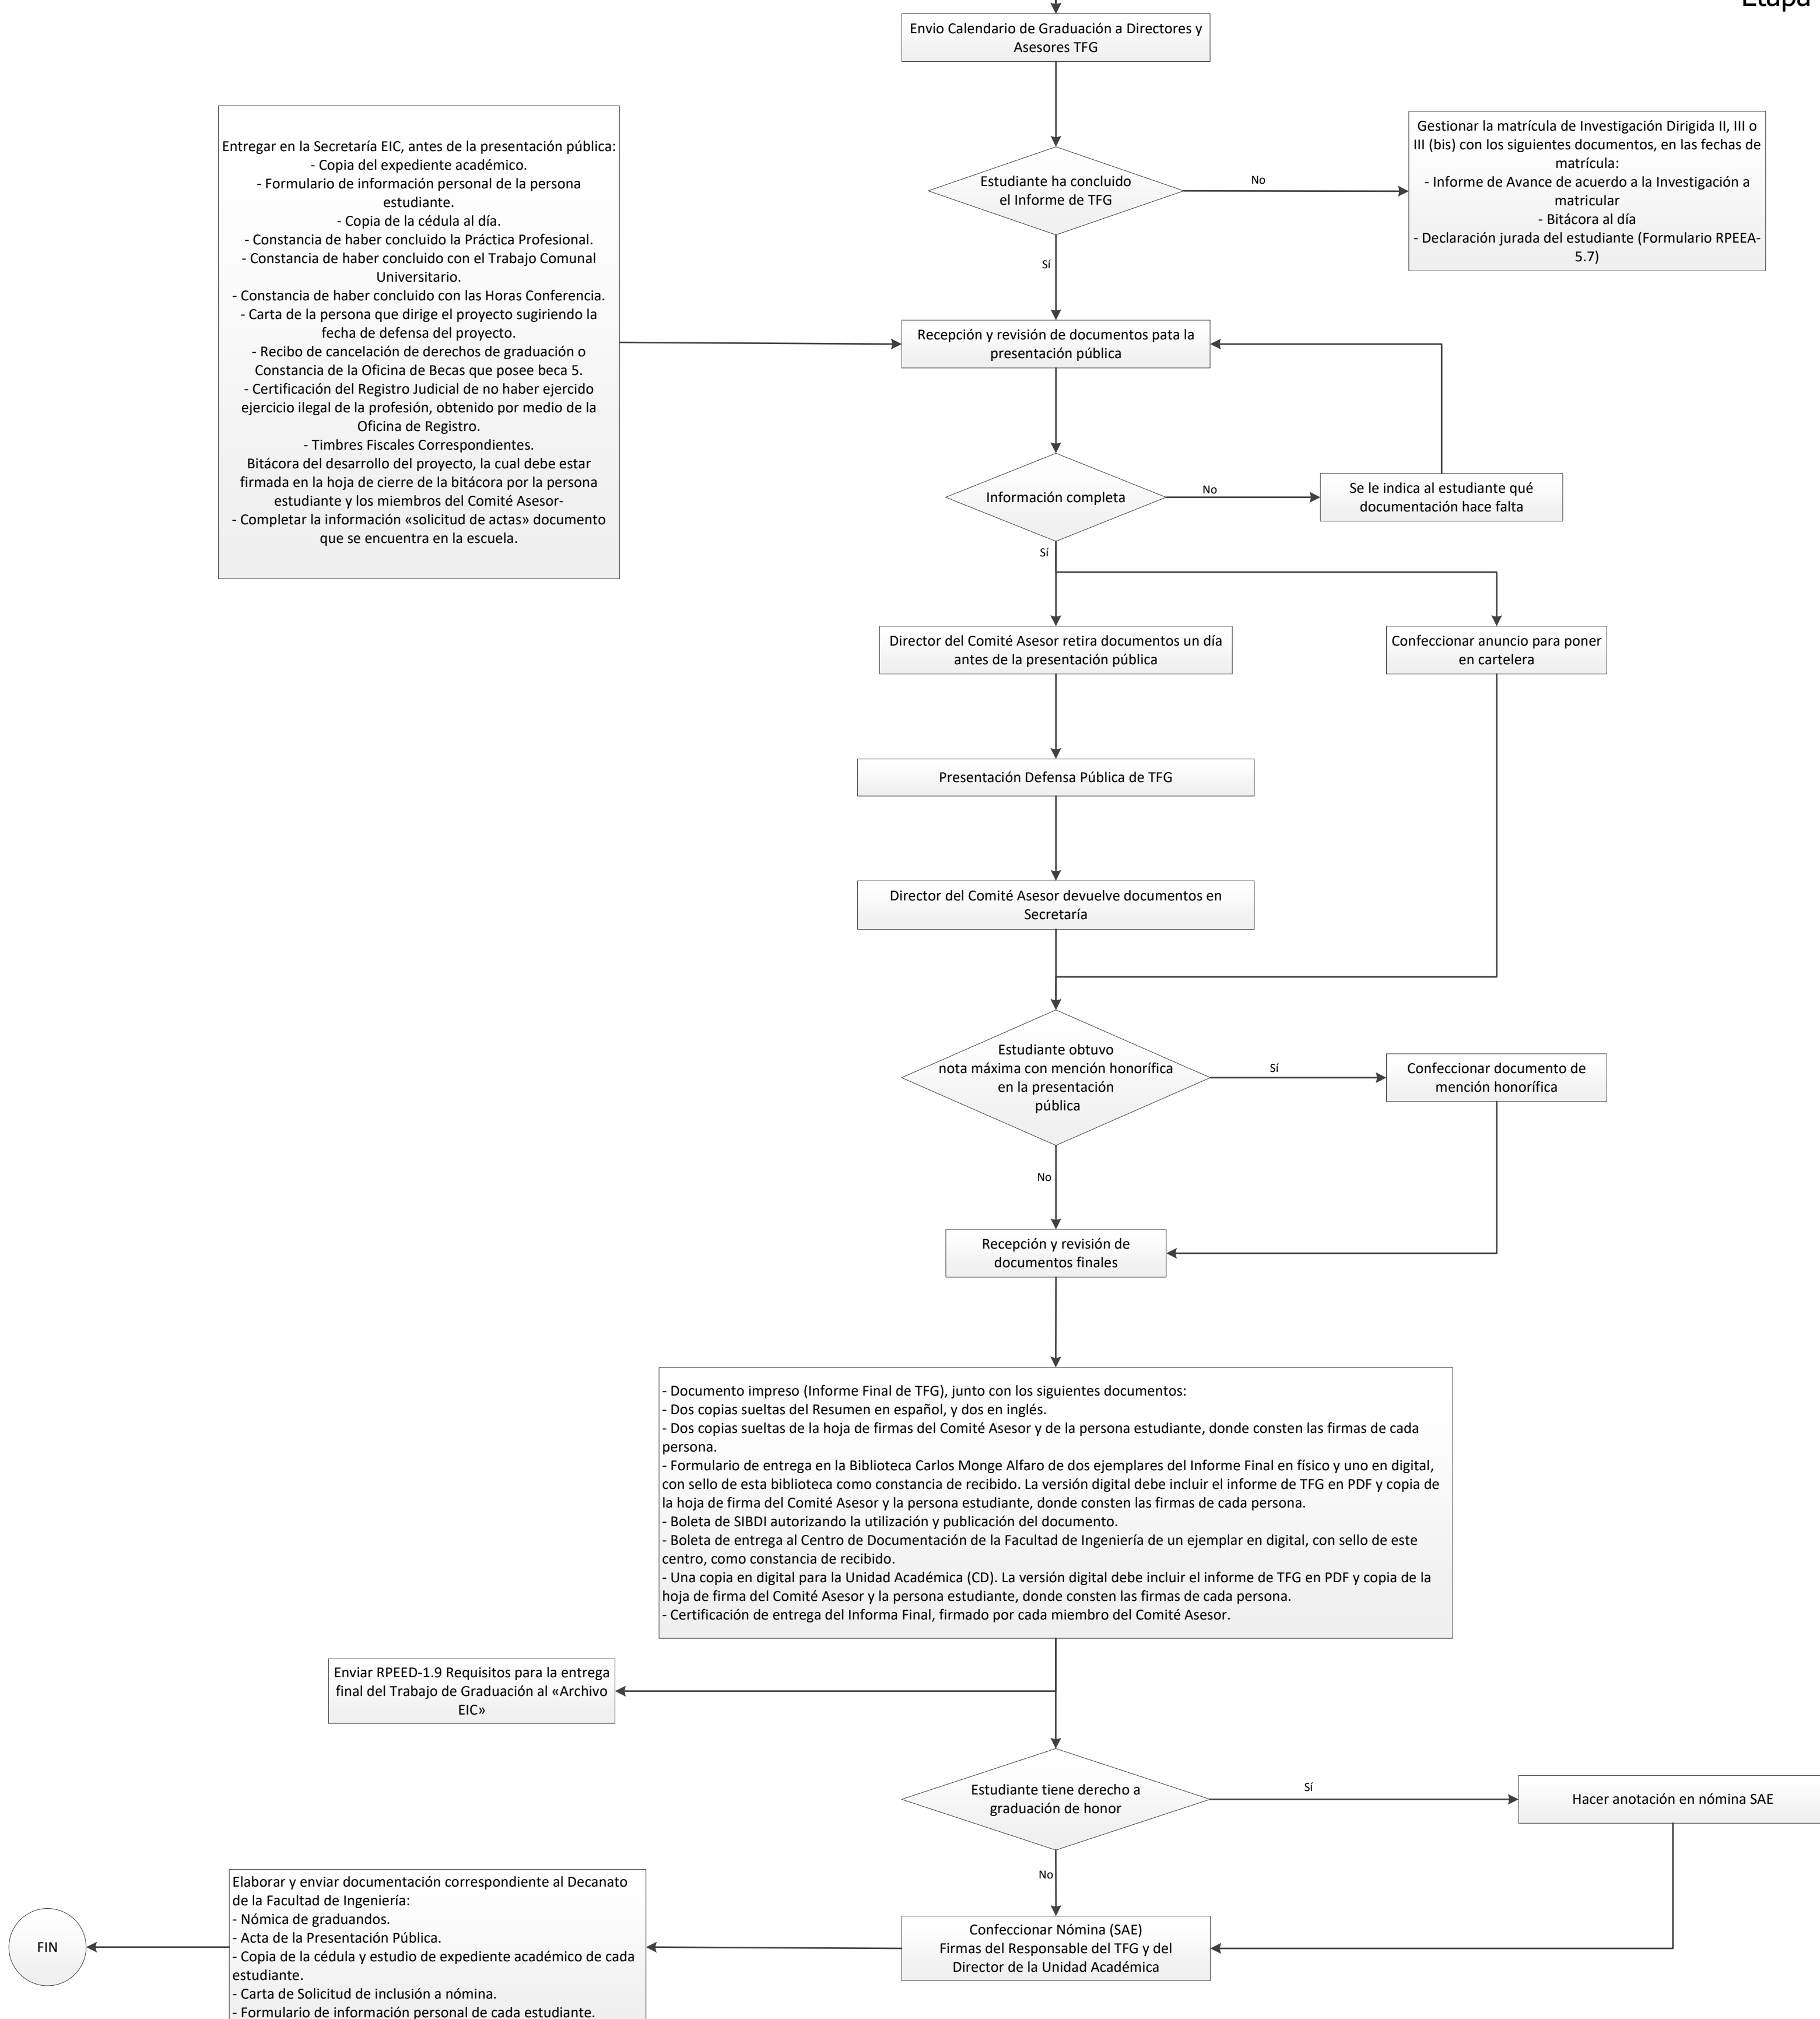 Etapa
Envio Calendario de Graduación a Directores y
Asesores TFG
Entregar en la Secretaría EIC, antes de la presentación pública:
- Copia del expediente académico.
- Formulario de información personal de la persona
estudiante.
- Copia de la cédula al día.
- Constancia de haber concluido la Práctica Profesional.
- Constancia de haber concluido con el Trabajo Comunal
Universitario.
- Constancia de haber concluido con las Horas Conferencia.
- Carta de la persona que dirige el proyecto sugiriendo la
fecha de defensa del proyecto.
- Recibo de cancelación de derechos de graduación o
Constancia de la Oficina de Becas que posee beca 5.
- Certificación del Registro Judicial de no haber ejercido
ejercicio ilegal de la profesión, obtenido por medio de la
Oficina de Registro.
- Timbres Fiscales Correspondientes.
Bitácora del desarrollo del proyecto, la cual debe estar
firmada en la hoja de cierre de la bitácora por la persona
estudiante y los miembros del Comité Asesor-
- Completar la información «solicitud de actas» documento
que se encuentra en la escuela.
Estudiante ha concluido
el Informe de TFG
No
Gestionar la matrícula de Investigación Dirigida II, III o
III (bis) con los siguientes documentos, en las fechas de
matrícula:
- Informe de Avance de acuerdo a la Investigación a
matricular
- Bitácora al día
- Declaración jurada del estudiante (Formulario RPEEA-
5.7)
Sí
Recepción y revisión de documentos pata la
presentación pública
Información completa
No
Se le indica al estudiante qué
documentación hace falta
Sí
Director del Comité Asesor retira documentos un día
antes de la presentación pública
Confeccionar anuncio para poner
en cartelera
Presentación Defensa Pública de TFG
Director del Comité Asesor devuelve documentos en
Secretaría
Estudiante obtuvo
nota máxima con mención honorífica
en la presentación
pública
Sí
Confeccionar documento de
mención honorífica
No
Recepción y revisión de
documentos finales
- Documento impreso (Informe Final de TFG), junto con los siguientes documentos:
- Dos copias sueltas del Resumen en español, y dos en inglés.
- Dos copias sueltas de la hoja de firmas del Comité Asesor y de la persona estudiante, donde consten las firmas de cada
persona.
- Formulario de entrega en la Biblioteca Carlos Monge Alfaro de dos ejemplares del Informe Final en físico y uno en digital,
con sello de esta biblioteca como constancia de recibido. La versión digital debe incluir el informe de TFG en PDF y copia de
la hoja de firma del Comité Asesor y la persona estudiante, donde consten las firmas de cada persona.
- Boleta de SIBDI autorizando la utilización y publicación del documento.
- Boleta de entrega al Centro de Documentación de la Facultad de Ingeniería de un ejemplar en digital, con sello de este
centro, como constancia de recibido.
- Una copia en digital para la Unidad Académica (CD). La versión digital debe incluir el informe de TFG en PDF y copia de la
hoja de firma del Comité Asesor y la persona estudiante, donde consten las firmas de cada persona.
- Certificación de entrega del Informa Final, firmado por cada miembro del Comité Asesor.
Enviar RPEED-1.9 Requisitos para la entrega
final del Trabajo de Graduación al «Archivo
EIC»
Estudiante tiene derecho a
graduación de honor
Sí
Hacer anotación en nómina SAE
No
Confeccionar Nómina (SAE)
Firmas del Responsable del TFG y del
Director de la Unidad Académica
Elaborar y enviar documentación correspondiente al Decanato
de la Facultad de Ingeniería:
- Nómica de graduandos.
- Acta de la Presentación Pública.
- Copia de la cédula y estudio de expediente académico de cada
estudiante.
- Carta de Solicitud de inclusión a nómina.
- Formulario de información personal de cada estudiante.
FIN